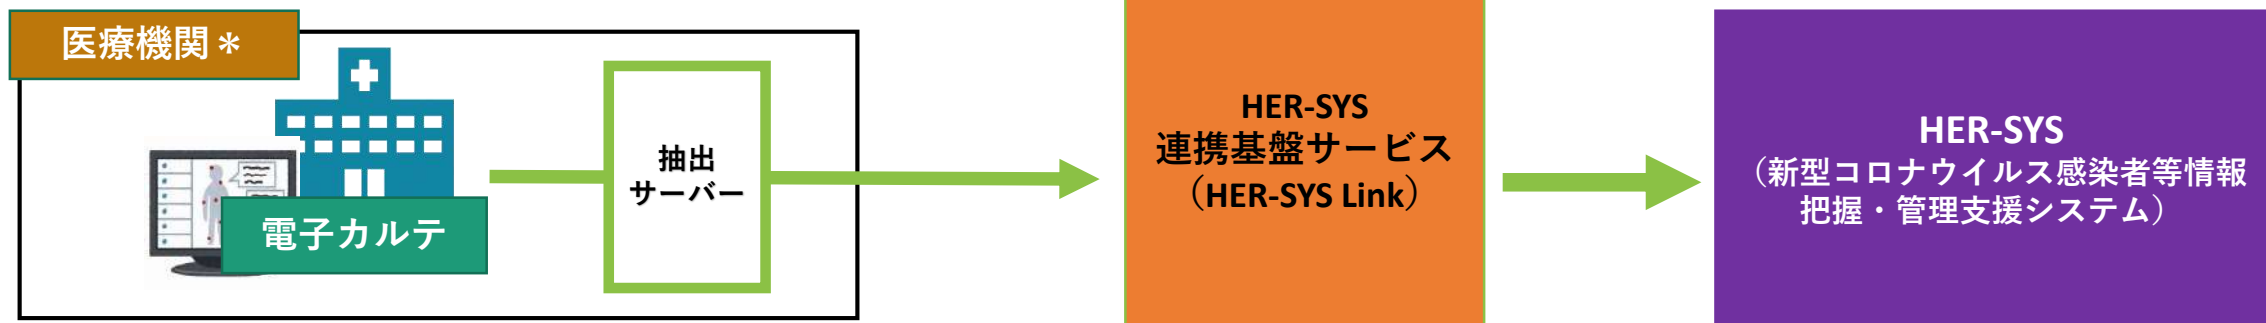 医療機関＊
電子カルテ
抽出
サーバー
HER-SYS
連携基盤サービス
（HER-SYS Link）
HER-SYS
（新型コロナウイルス感染者等情報
把握・管理支援システム）